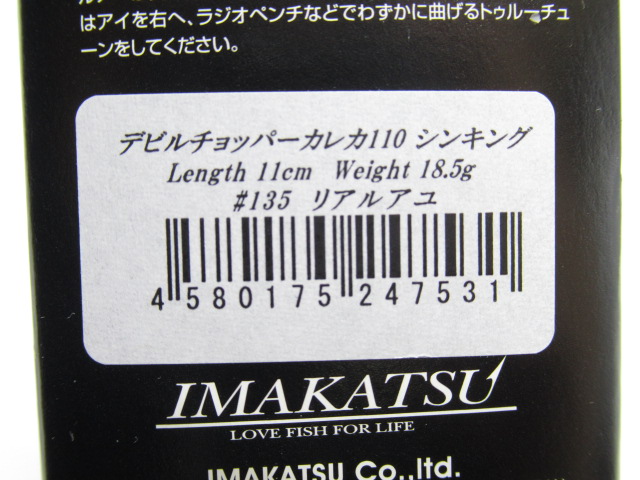 はアイを右へ、ラジオペンチなどでわずかに曲げるトゥルーチュ
ーンをしてください。
デビルチョッパーカレカ110 シンキング
Length 11cm Weight 18.5g
#135 リアルアユ
4 580175 247531
IMAKATSU
LOVE FISH FOR LIFE
IMAKATSU Co.,ltd.